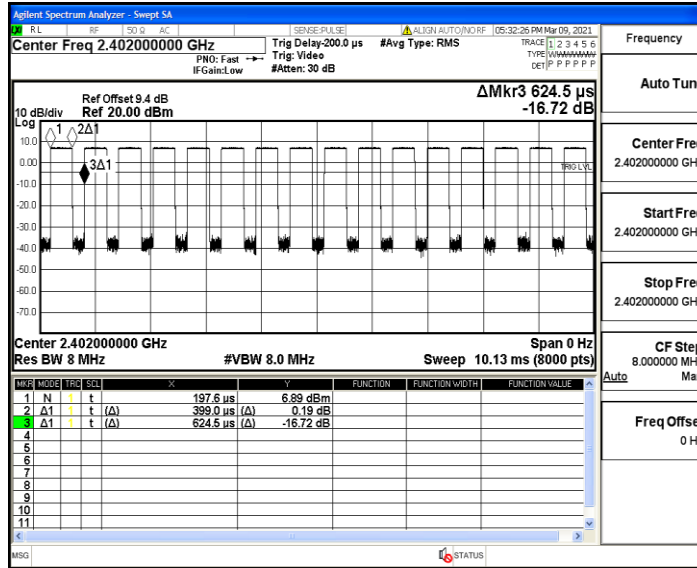 Agilent Spectrum Analyzer - Swept SA
RL RF 50 Ω AC SENSE:PULSE ALIGN AUTO/NO RF 05:32:26 PM Mar 09, 2021
Center Freq 2.402000000 GHz Trig Delay-200.0 µs #Avg Type: RMS TRACE 1 2 3 4 5 6
PNO: Fast Trig: Video TYPE WWWWWW
IFGain:Low #Atten: 30 dB DET P P P P P P
ΔMkr3 624.5 µs
Ref Offset 9.4 dB
10 dB/div Ref 20.00 dBm -16.72 dB
Log
1 2Δ1
10.0
0.00 3Δ1 TRIG LVL
-10.0
-20.0
-30.0
-40.0
-50.0
-60.0
-70.0
Center 2.402000000 GHz Span 0 Hz
Res BW 8 MHz #VBW 8.0 MHz Sweep 10.13 ms (8000 pts)
MKR MODE TRC SCL X Y FUNCTION FUNCTION WIDTH FUNCTION VALUE
1 N 1 t 197.6 µs 6.89 dBm
2 Δ1 1 t (Δ) 399.0 µs (Δ) 0.19 dB
3 Δ1 1 t (Δ) 624.5 µs (Δ) -16.72 dB
4
5
6
7
8
9
10
11
MSG STATUS
Frequency
Auto Tun
Center Fre
2.402000000 GH
Start Fre
2.402000000 GH
Stop Fre
2.402000000 GH
CF Step
8.000000 MH
Auto Ma
Freq Offse
0 H